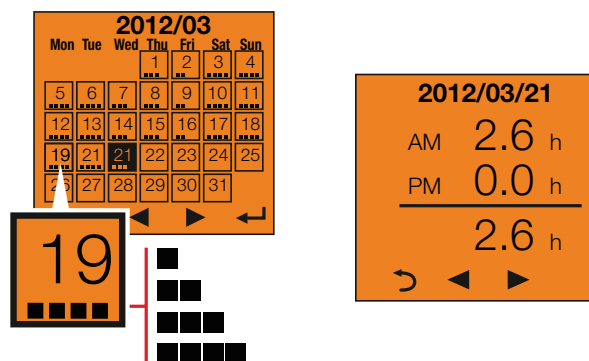 2012/03
Mon Tue Wed Thu Fri Sat Sun
1 2 3 4
5 6 7 8 9 10 11
12 13 14 15 16 17 18
19 21 21 22 23 24 25
26 27 28 29 30 31
19
2012/03/21
AM 2.6 h
PM 0.0 h
2.6 h